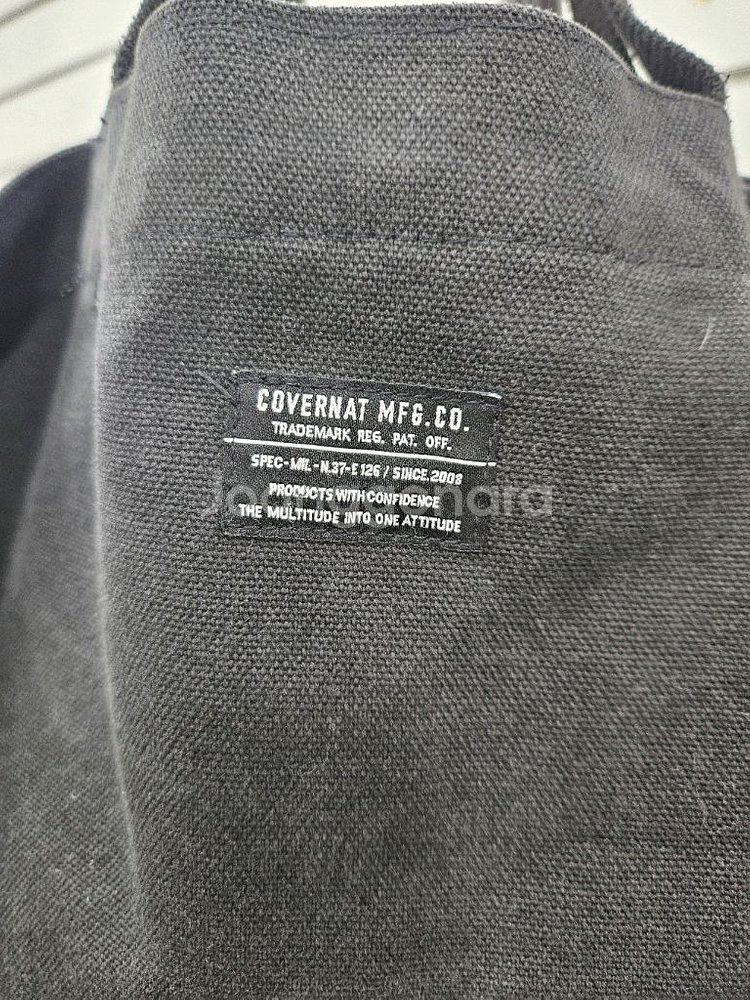 COVERNAT MFG.CO.
TRADEMARK REG. PAT. OFF.
SPEC-MIL-N.37-E126 / SINCE.2008
PRODUCTS WITH CONFIDENCE
THE MULTITUDE INTO ONE ATTITUDE
Joonggonara